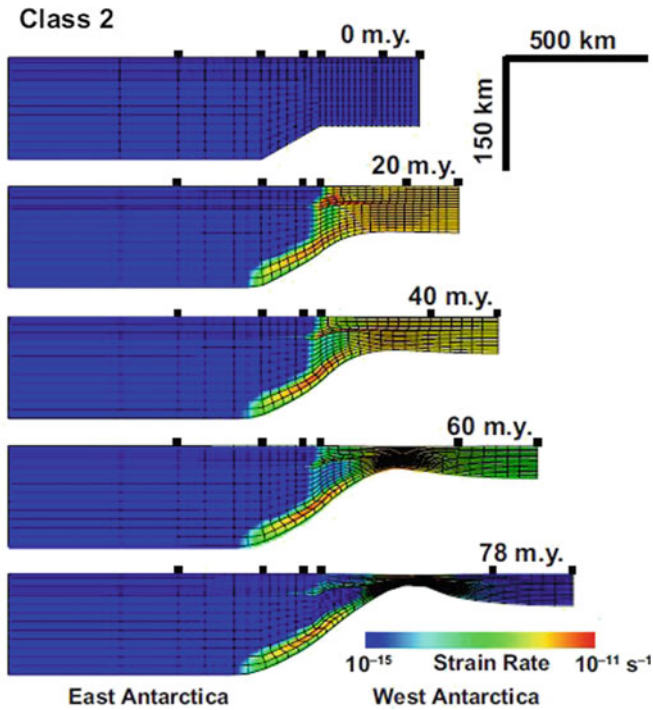 Class 2
0 m.y.
500 km
150 km
20 m.y.
40 m.y.
60 m.y.
78 m.y.
10⁻¹⁵ Strain Rate 10⁻¹¹ s⁻¹
East Antarctica West Antarctica